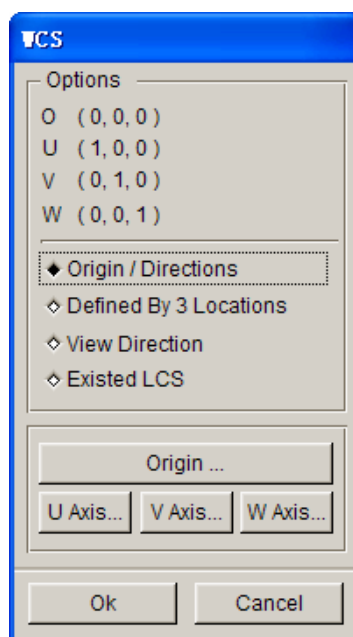 WCS
Options
O ( 0, 0, 0 )
U ( 1, 0, 0 )
V ( 0, 1, 0 )
W ( 0, 0, 1 )
Origin / Directions
Defined By 3 Locations
View Direction
Existed LCS
Origin ...
U Axis... V Axis... W Axis...
Ok Cancel